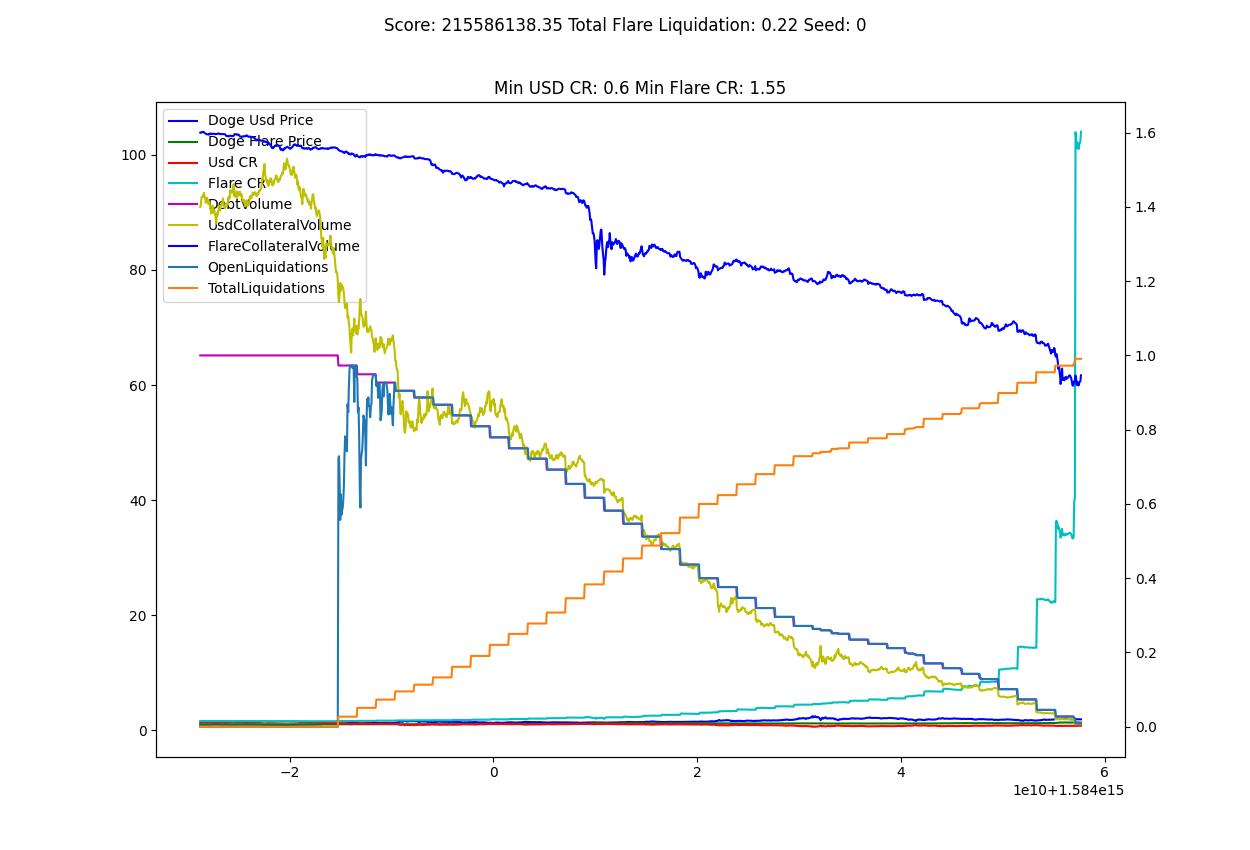 Score: 215586138.35 Total Flare Liquidation: 0.22 Seed: 0
Min USD CR: 0.6 Min Flare CR: 1.55
Doge Usd Price
Doge Flare Price
Usd CR
Flare CR
DebtVolume
UsdCollateralVolume
FlareCollateralVolume
OpenLiquidations
TotalLiquidations
100
80
60
40
20
0
1.6
1.4
1.2
1.0
0.8
0.6
0.4
0.2
0.0
−2
0
2
4
6
1e10+1.584e15